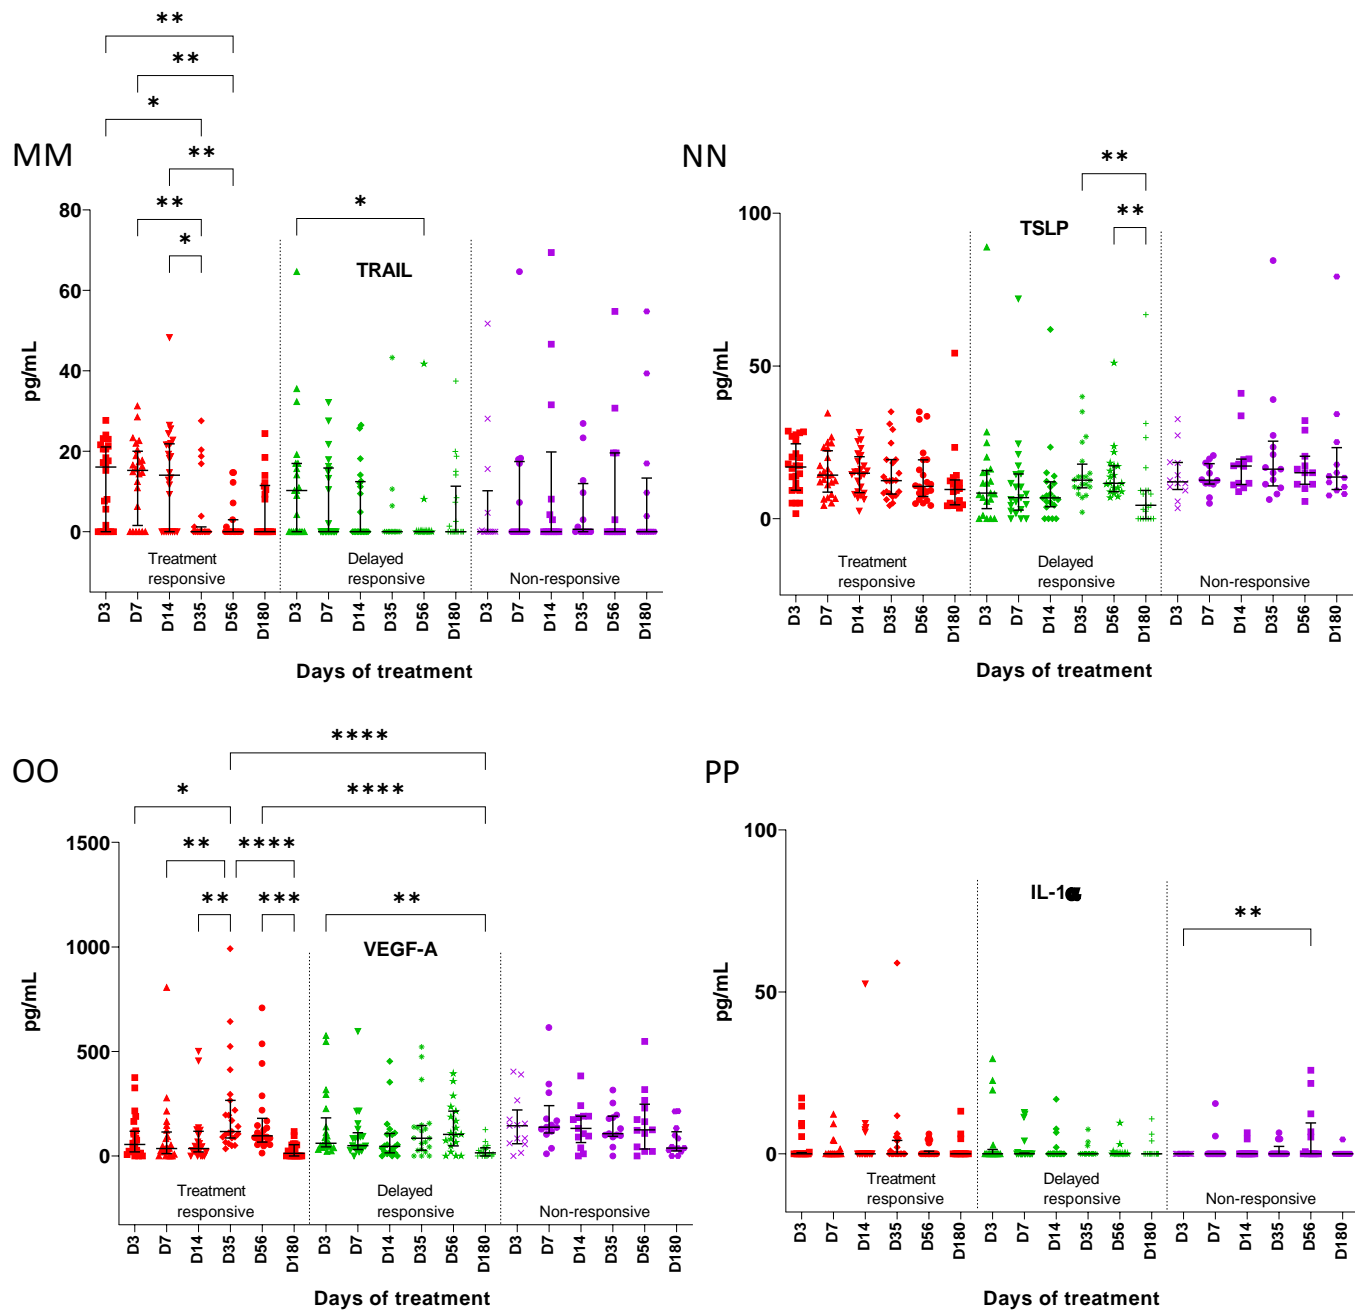 **
**
*
MM
**
NN
**
**
*
**
*
80
100
TSLP
TRAIL
60
pg/mL
40
50
20
0
0
Treatment
responsive
Delayed
responsive
Non-responsive
Treatment
responsive
Delayed
responsive
Non-responsive
D3
D7
D14
D35
D56
D180
D3
D7
D14
D35
D56
D180
D3
D7
D14
D35
D56
D180
Days of treatment
pg/mL
D3
D7
D14
D35
D56
D180
D3
D7
D14
D35
D56
D180
D3
D7
D14
D35
D56
D180
Days of treatment
OO
****
*
****
1500
**
****
**
***
**
1000
VEGF-A
pg/mL
500
0
Treatment
responsive
Delayed
responsive
Non-responsive
D3
D7
D14
D35
D56
D180
D3
D7
D14
D35
D56
D180
D3
D7
D14
D35
D56
D180
Days of treatment
PP
100
IL-1α
**
pg/mL
50
0
Treatment
responsive
Delayed
responsive
Non-responsive
D3
D7
D14
D35
D56
D180
D3
D7
D14
D35
D56
D180
D3
D7
D14
D35
D56
D180
Days of treatment